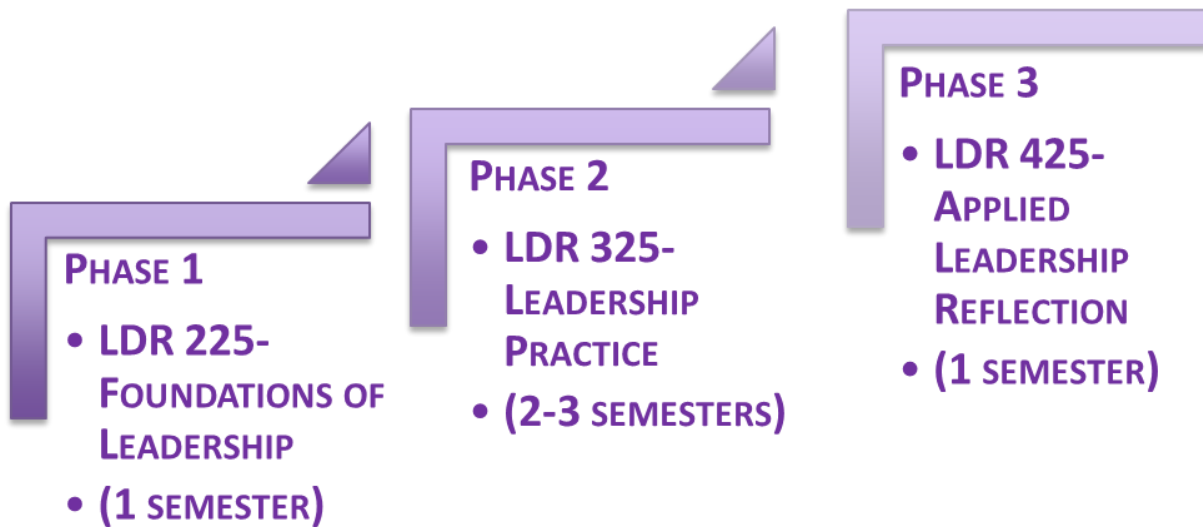 Phase 1
• LDR 225-
Foundations of
Leadership
• (1 semester)
Phase 2
• LDR 325-
Leadership
Practice
• (2-3 semesters)
Phase 3
• LDR 425-
Applied
Leadership
Reflection
• (1 semester)